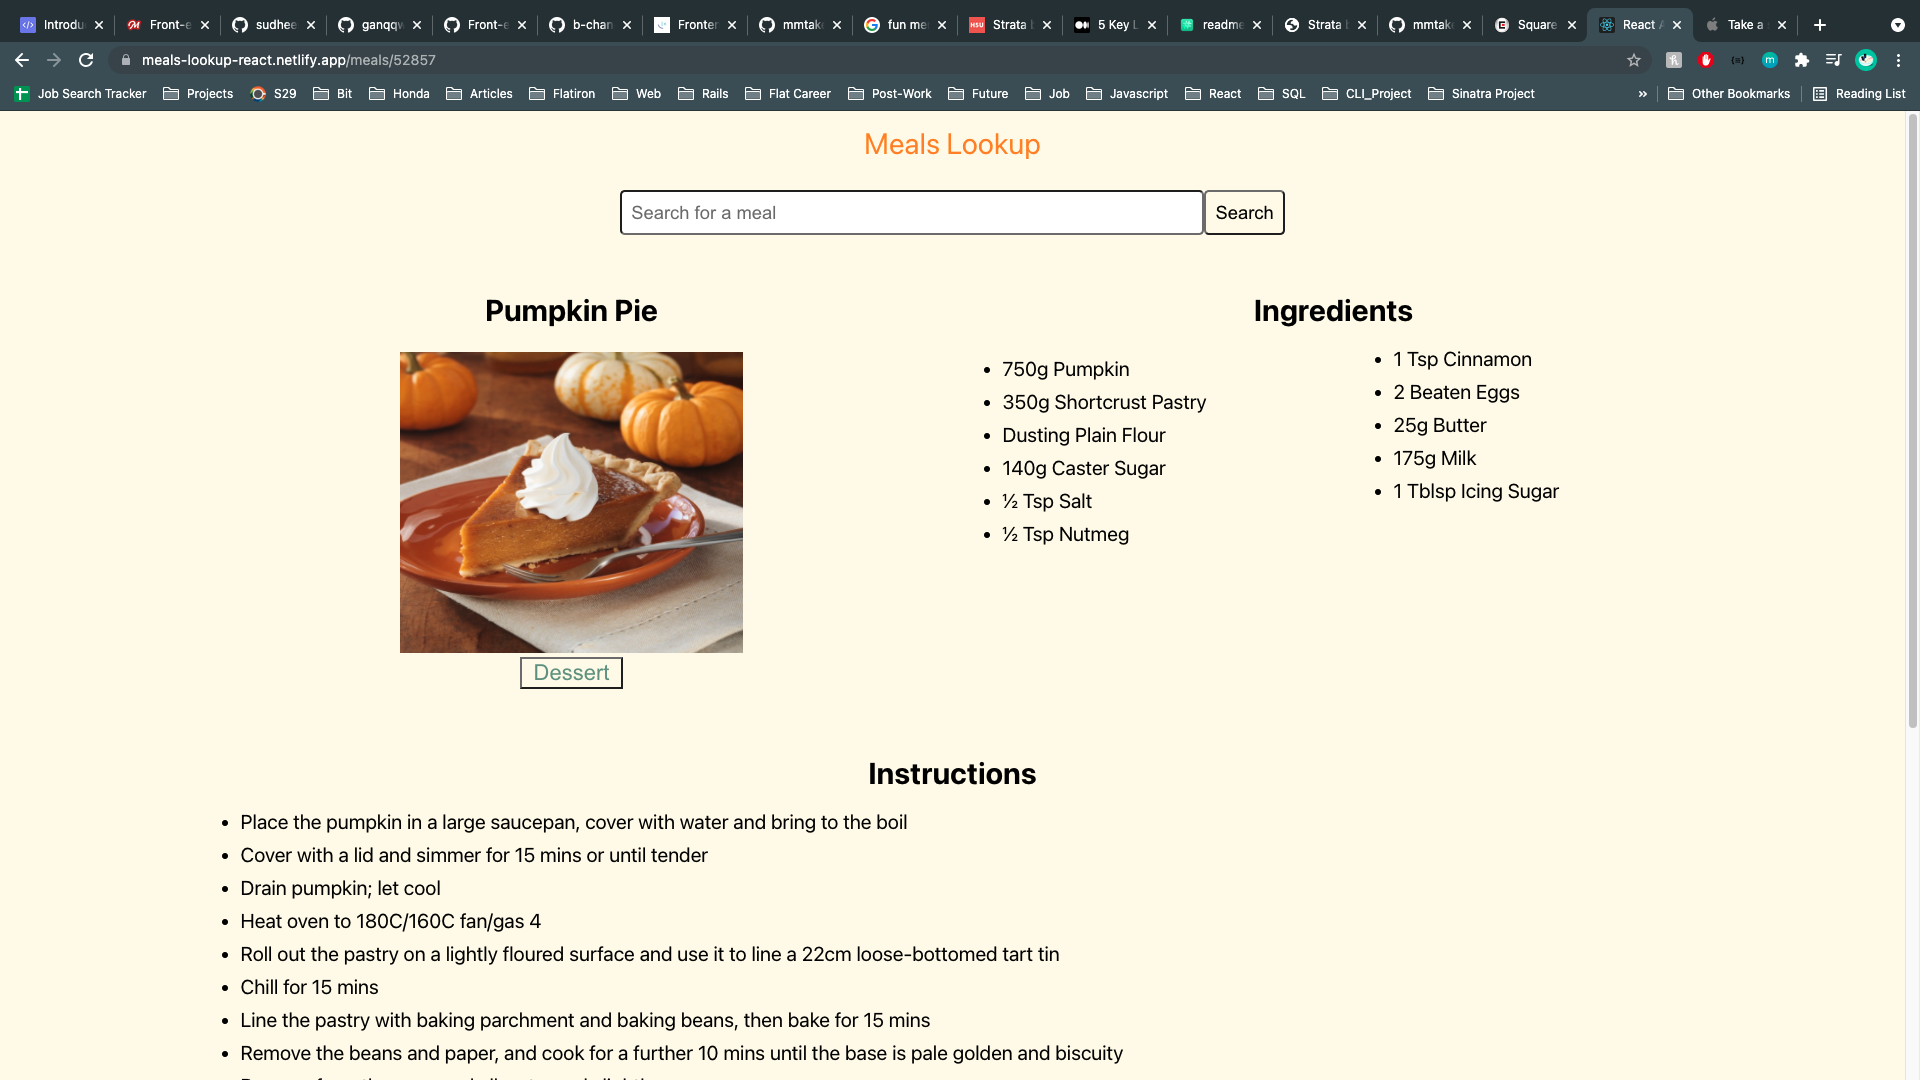 Introdu
Front-e
sudhee
ganqqw
Front-e
b-chan
Fronter
mmtak
fun me
HSU
Strata b
5 Key L
readme
Strata b
mmtak
Square
React A
Take a
meals-lookup-react.netlify.app/meals/52857
Job Search Tracker Projects S29 Bit Honda Articles Flatiron Web Rails Flat Career Post-Work Future Job Javascript React SQL CLI_Project Sinatra Project » Other Bookmarks Reading List
Meals Lookup
Search for a meal Search
Pumpkin Pie
Dessert
Ingredients
750g Pumpkin
350g Shortcrust Pastry
Dusting Plain Flour
140g Caster Sugar
½ Tsp Salt
½ Tsp Nutmeg
1 Tsp Cinnamon
2 Beaten Eggs
25g Butter
175g Milk
1 Tblsp Icing Sugar
Instructions
Place the pumpkin in a large saucepan, cover with water and bring to the boil
Cover with a lid and simmer for 15 mins or until tender
Drain pumpkin; let cool
Heat oven to 180C/160C fan/gas 4
Roll out the pastry on a lightly floured surface and use it to line a 22cm loose-bottomed tart tin
Chill for 15 mins
Line the pastry with baking parchment and baking beans, then bake for 15 mins
Remove the beans and paper, and cook for a further 10 mins until the base is pale golden and biscuity